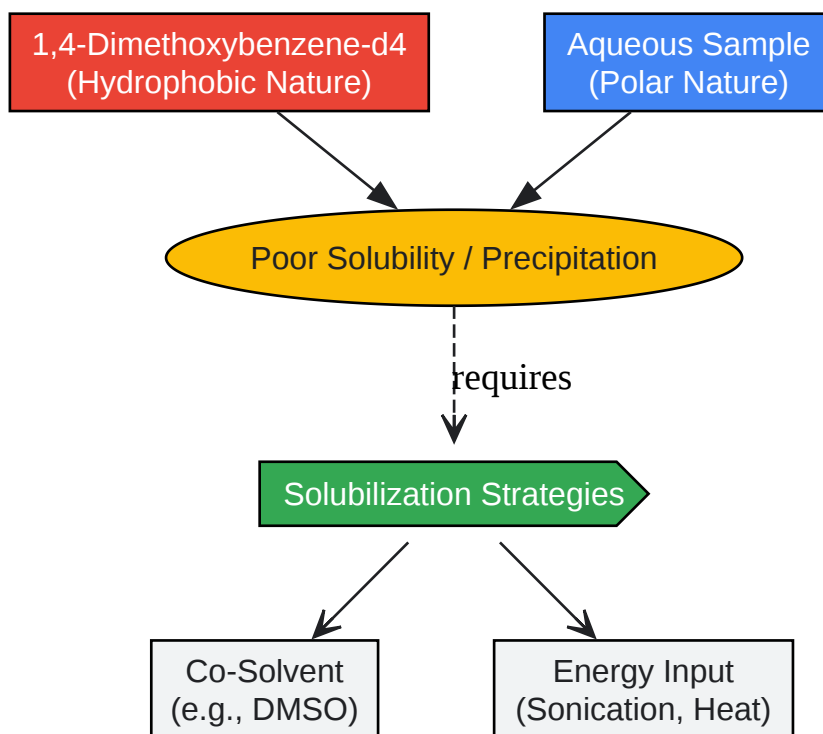 1,4-Dimethoxybenzene-d4
(Hydrophobic Nature)
Aqueous Sample
(Polar Nature)
Poor Solubility / Precipitation
requires
Solubilization Strategies
Co-Solvent
(e.g., DMSO)
Energy Input
(Sonication, Heat)